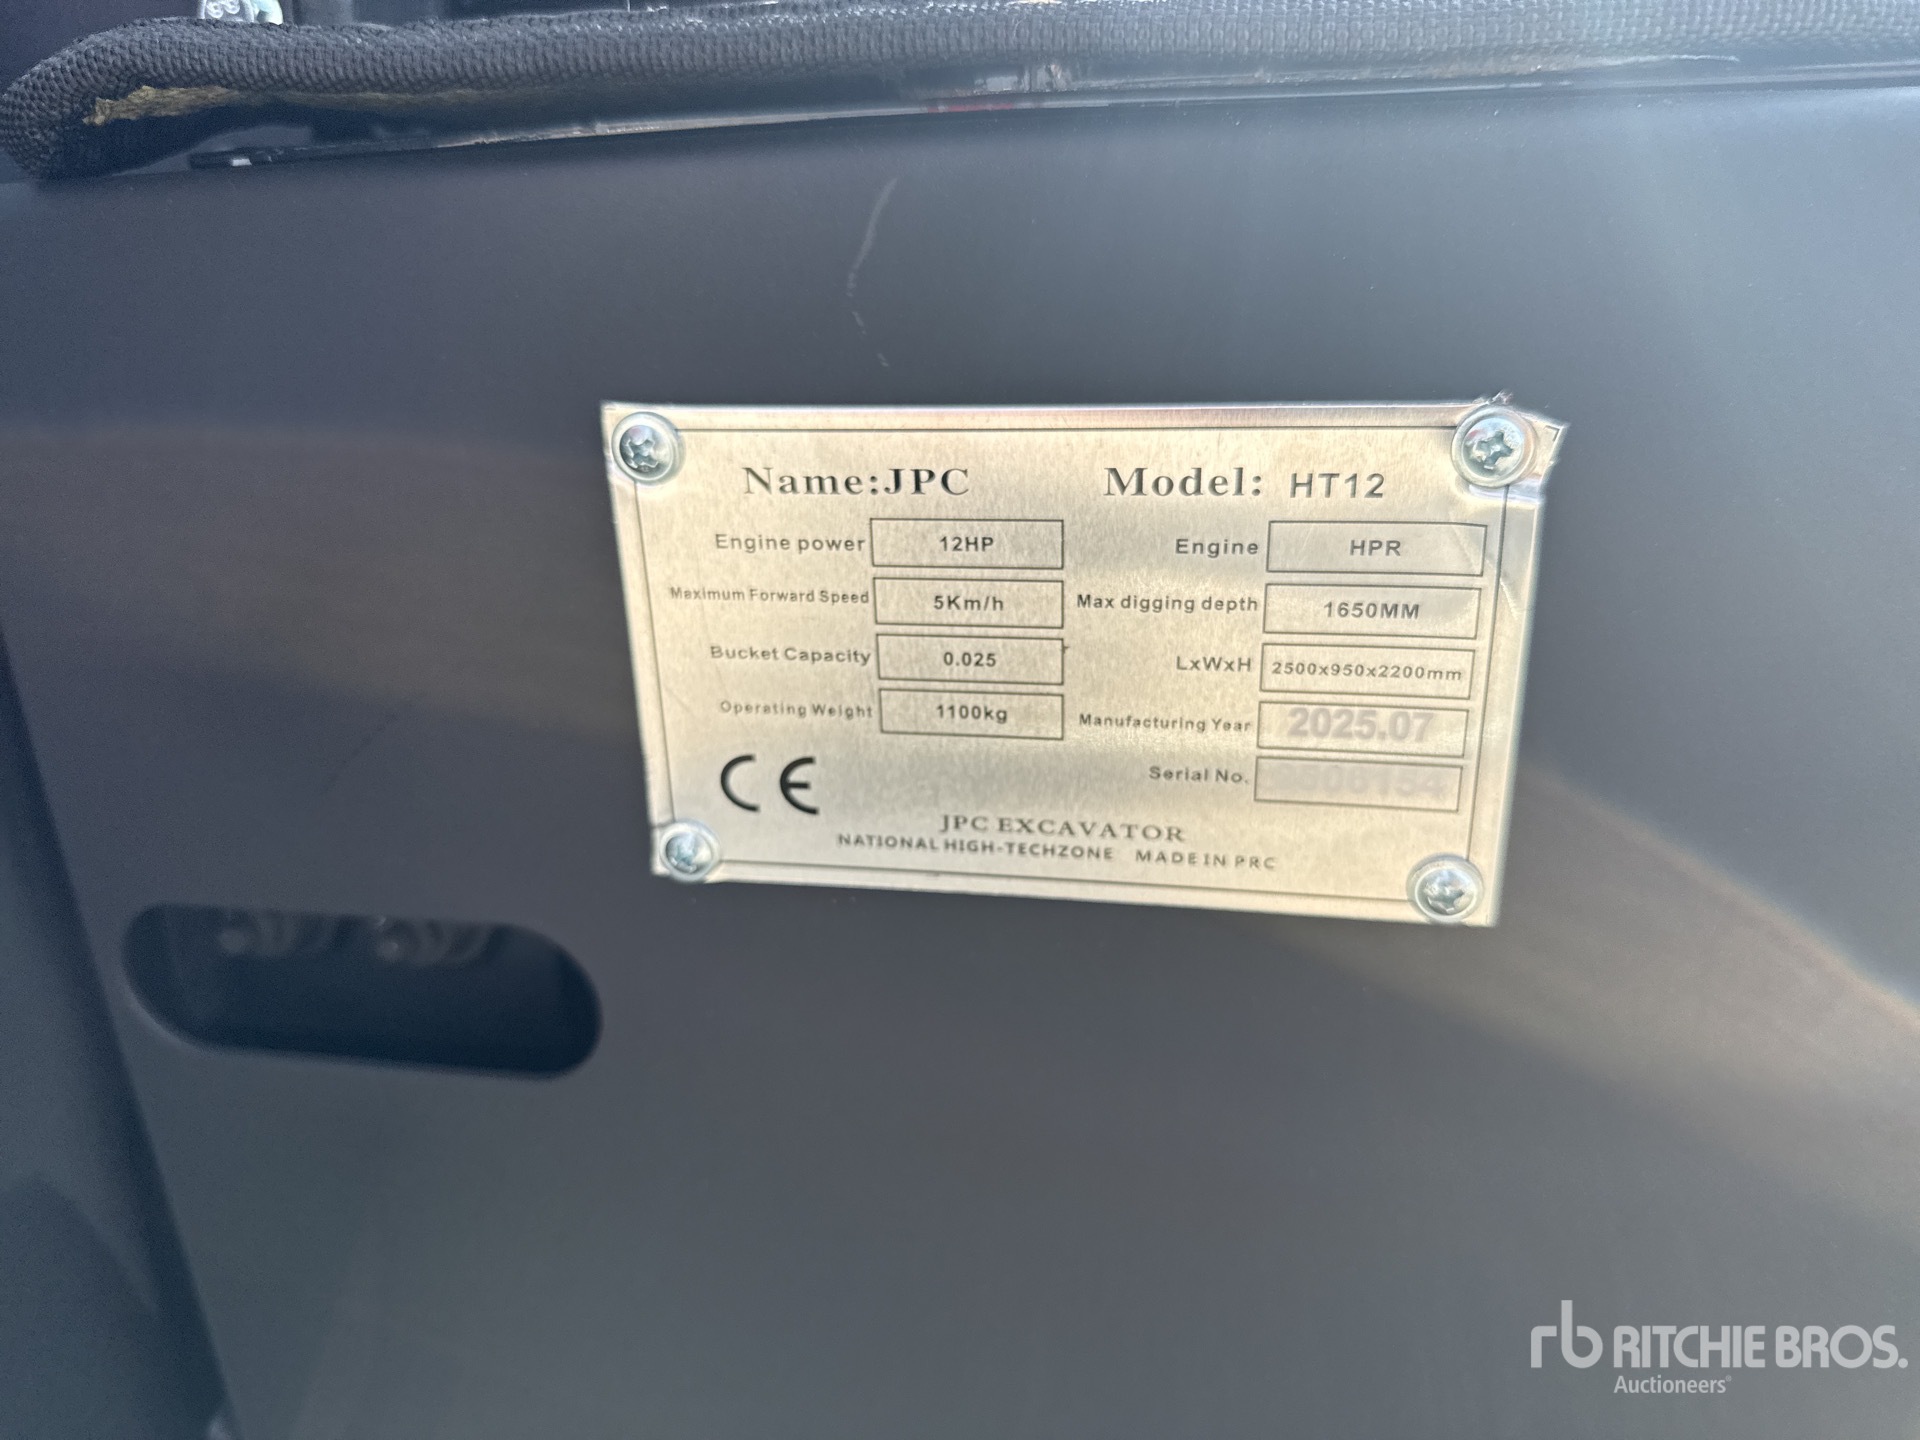 Name:JPC Model: HT12
Engine power 12HP Engine HPR
Maximum Forward Speed 5Km/h Max digging depth 1650MM
Bucket Capacity 0.025 LxWxH 2500x950x2200mm
Operating Weight 1100kg Manufacturing Year 2025.07
Serial No.
CE
JPC EXCAVATOR
NATIONAL HIGH-TECHZONE MADE IN PRC
rb RITCHIE BROS.
Auctioneers